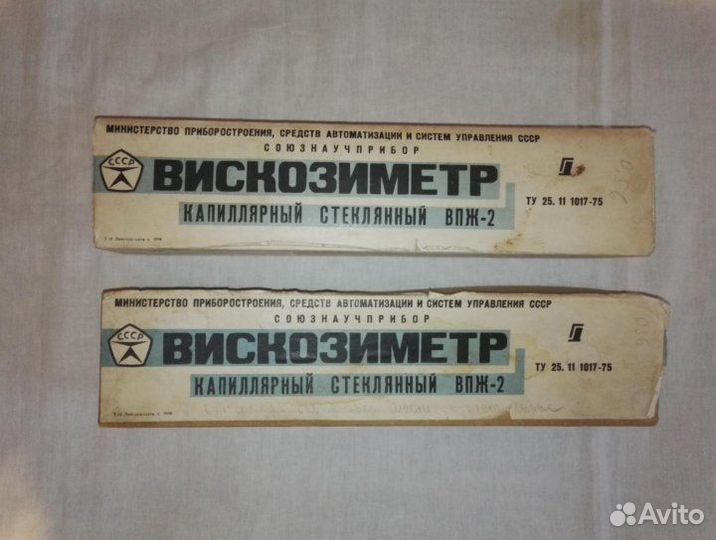 МИНИСТЕРСТВО ПРИБОРОСТРОЕНИЯ, СРЕДСТВ АВТОМАТИЗАЦИИ И СИСТЕМ УПРАВЛЕНИЯ СССР
СОЮЗНАУЧПРИБОР
СССР
ВИСКОЗИМЕТР
КАПИЛЛЯРНЫЙ СТЕКЛЯННЫЙ ВПЖ-2
ТУ 25. 11 1017-75
МИНИСТЕРСТВО ПРИБОРОСТРОЕНИЯ, СРЕДСТВ АВТОМАТИЗАЦИИ И СИСТЕМ УПРАВЛЕНИЯ СССР
СОЮЗНАУЧПРИБОР
СССР
ВИСКОЗИМЕТР
КАПИЛЛЯРНЫЙ СТЕКЛЯННЫЙ ВПЖ-2
ТУ 25. 11 1017-75
Avito